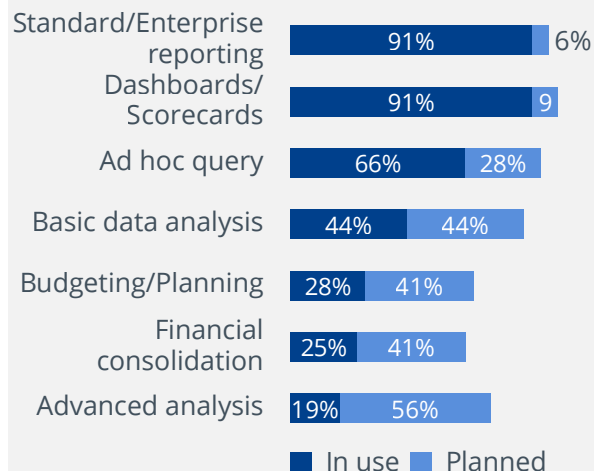 Standard/Enterprise
reporting
91%
6%
Dashboards/
Scorecards
91%
9
Ad hoc query
66%
28%
Basic data analysis
44%
44%
Budgeting/Planning
28%
41%
Financial
consolidation
25%
41%
Advanced analysis
19%
56%
In use
Planned